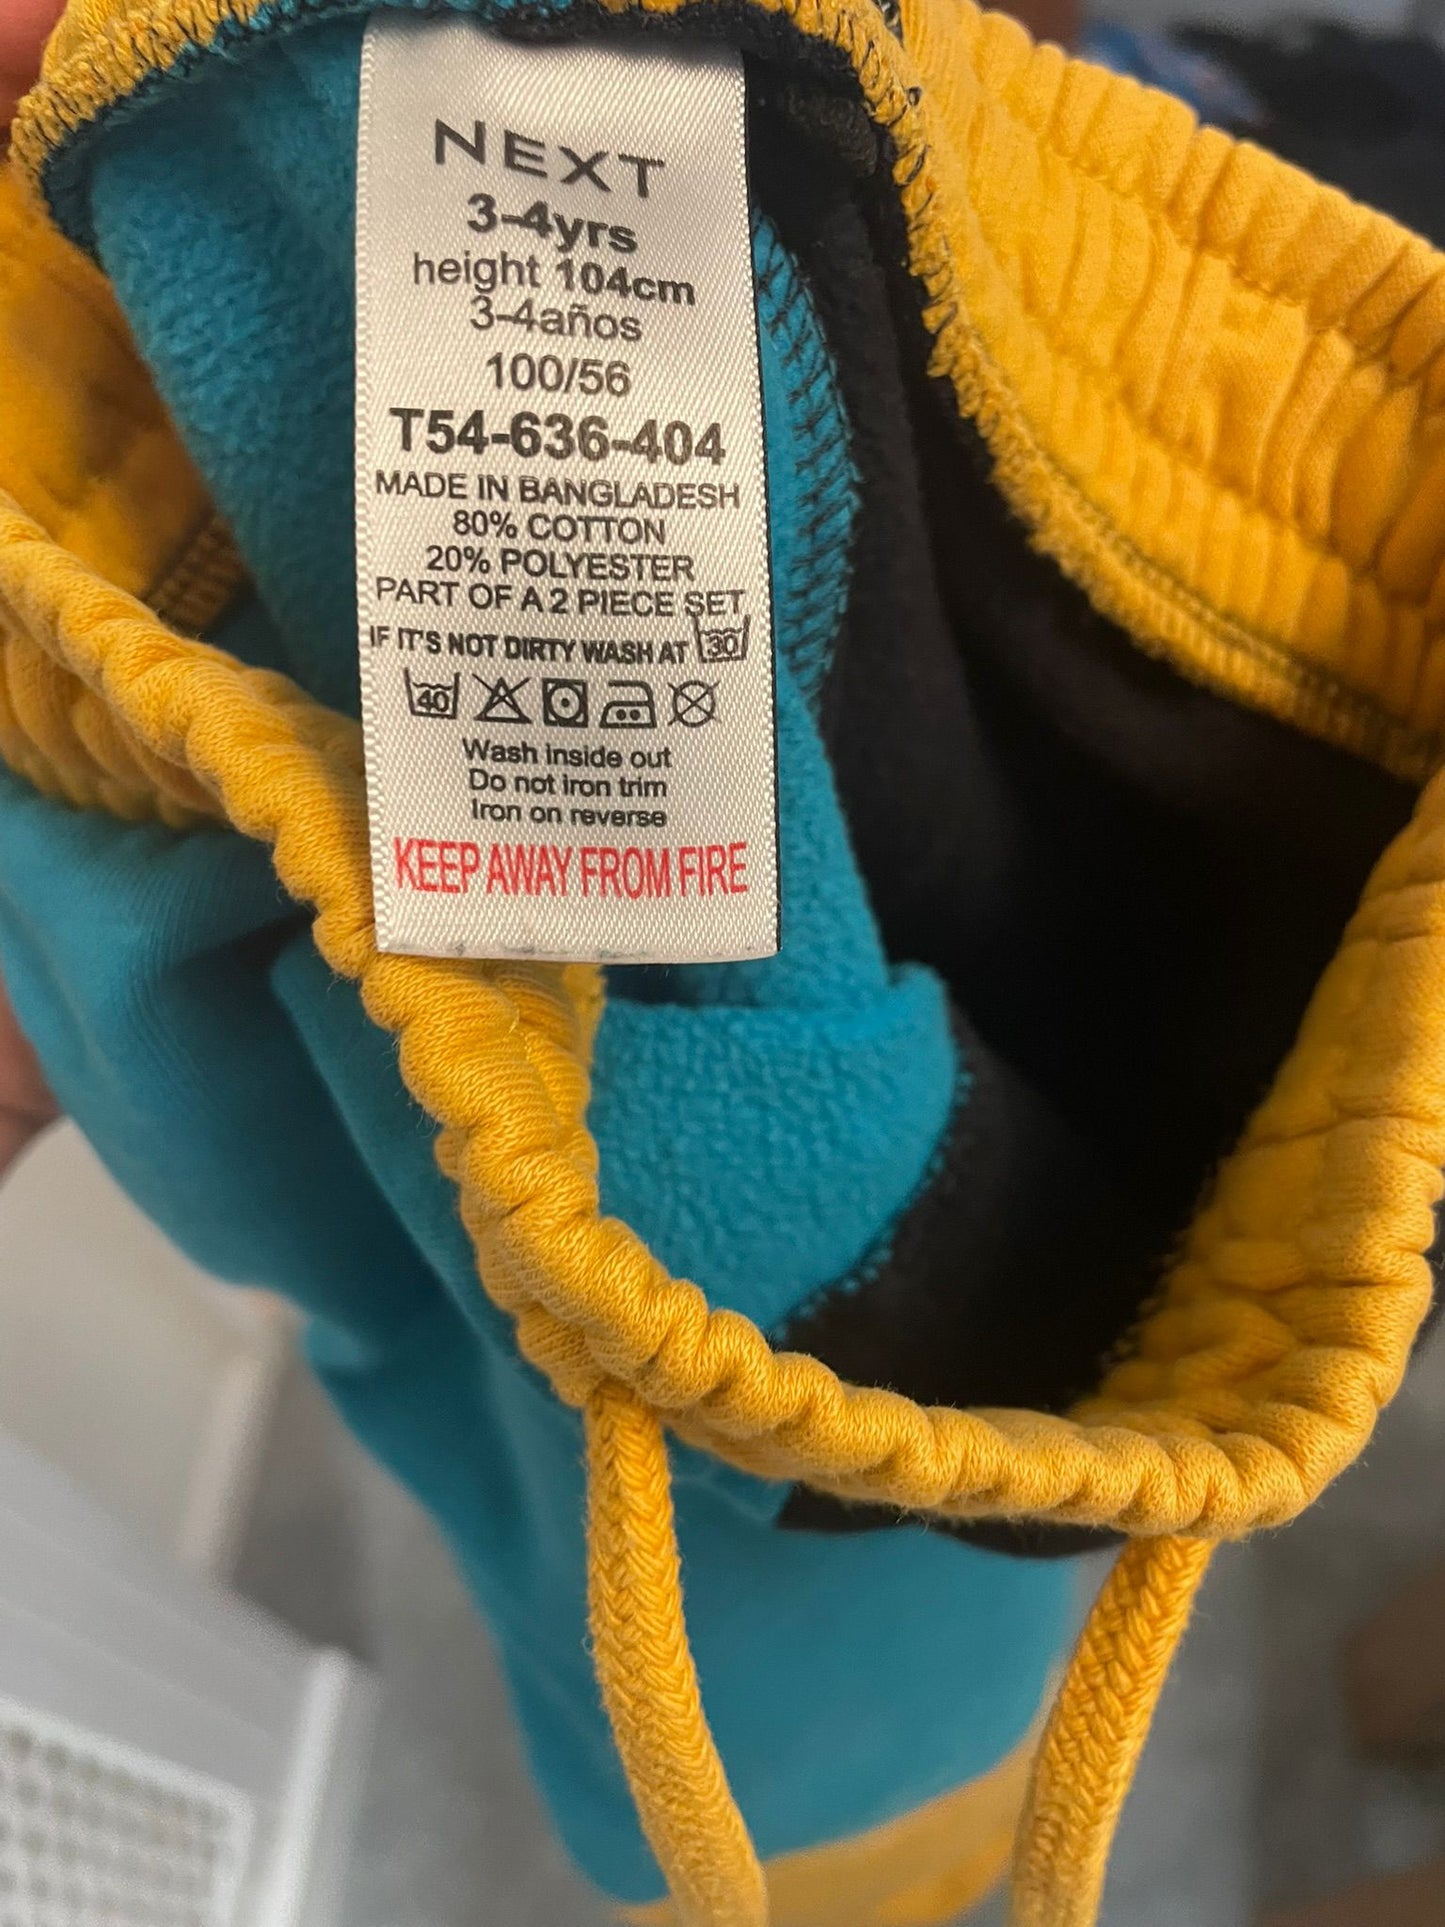 NEXT
3-4yrs
height 104cm
3-4años
100/56
T54-636-404
MADE IN BANGLADESH
80% COTTON
20% POLYESTER
PART OF A 2 PIECE SET
IF IT'S NOT DIRTY WASH AT 30
40
Wash inside out
Do not iron trim
Iron on reverse
KEEP AWAY FROM FIRE